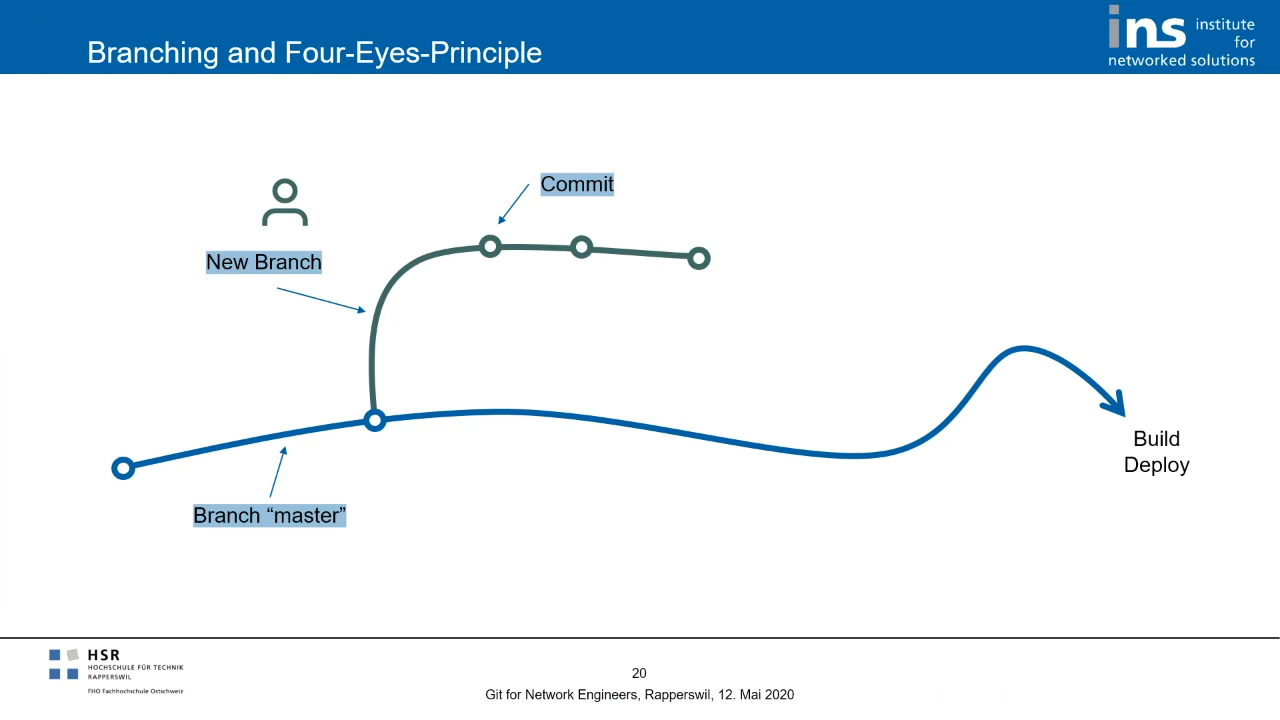 Branching and Four-Eyes-Principle
ins institute
for
networked solutions
Commit
New Branch
Build
Deploy
Branch “master”
HSR
HOCHSCHULE FÜR TECHNIK
RAPPERSWIL
FHO Fachhochschule Ostschweiz
20
Git for Network Engineers, Rapperswil, 12. Mai 2020